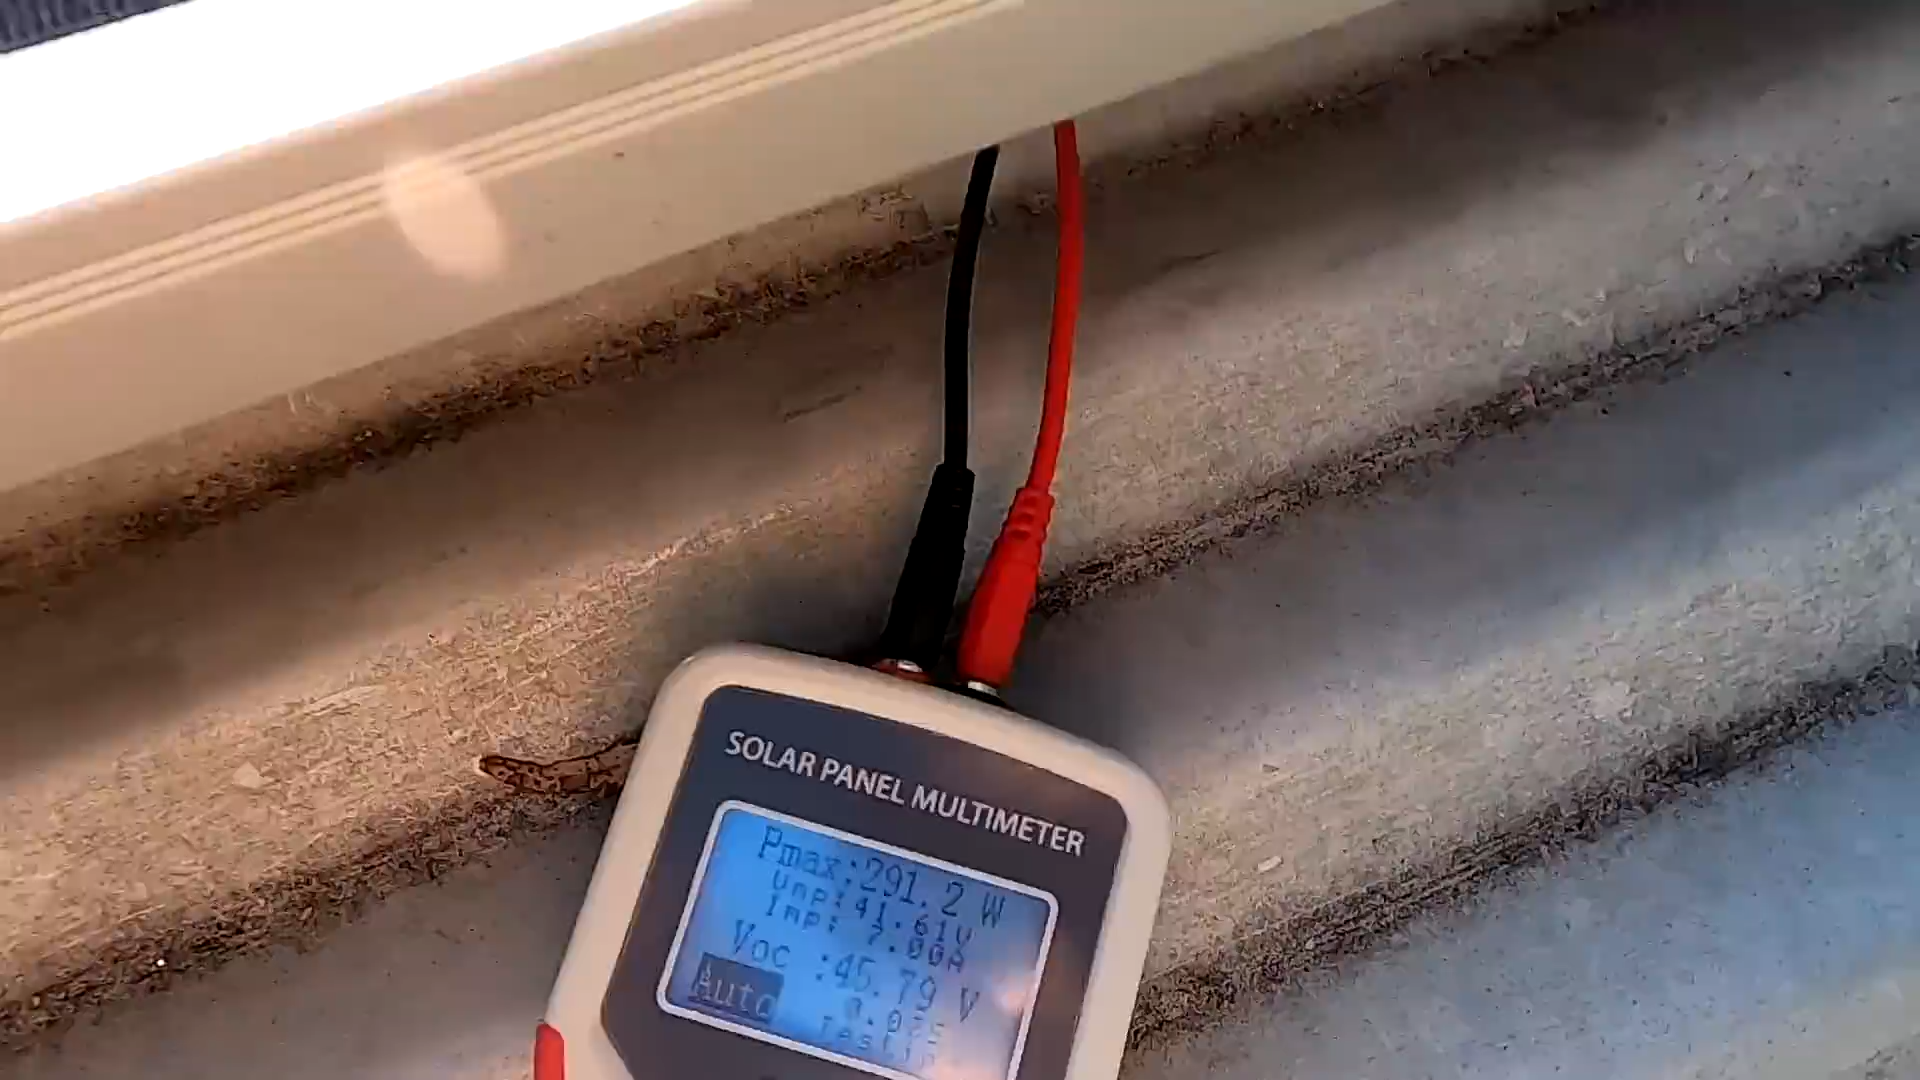 SOLAR PANEL MULTIMETER
Pmax:291.2 W
Vmp:41.61V
Imp: 7.00A
Voc :45.79 V
Auto